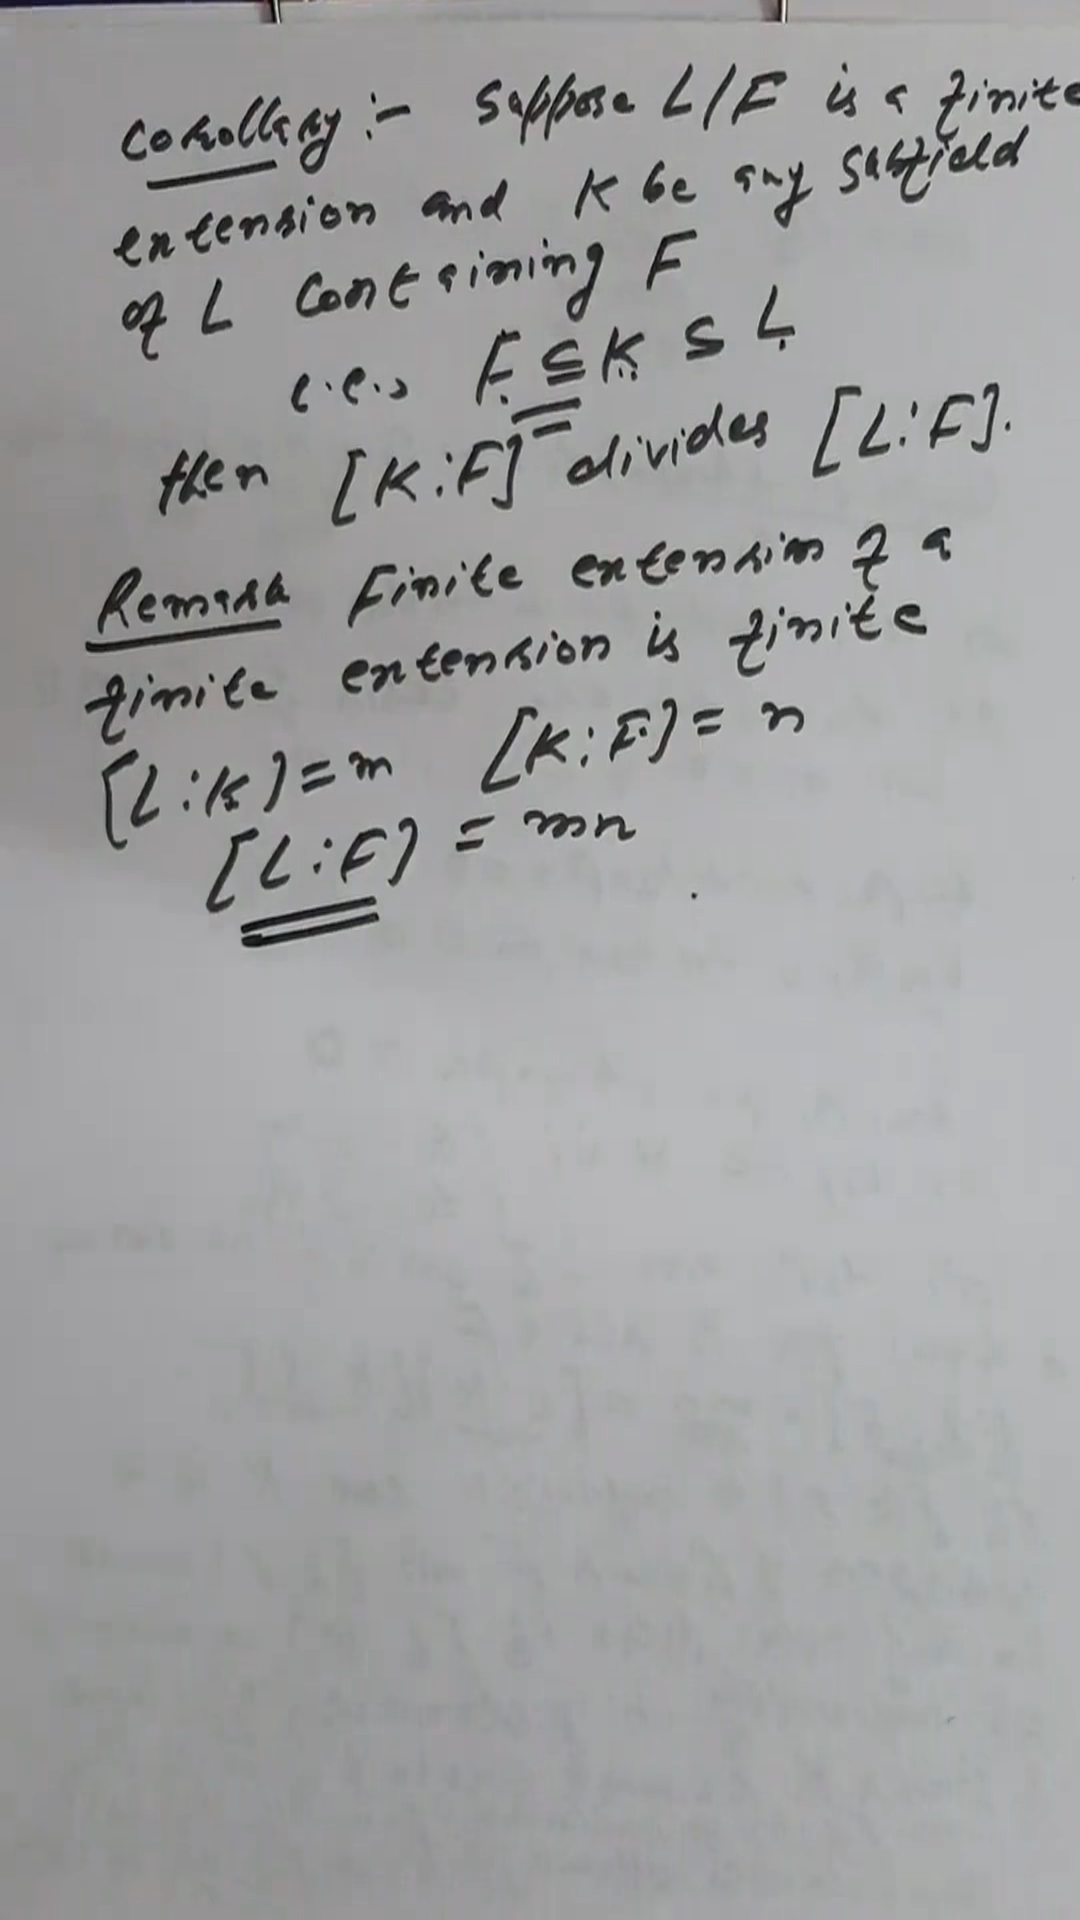 Corollary :- Suppose L/F is a finite
extension and K be any subfield
of L containing F
i.e., F ⊆ K ⊆ L
then [K:F] divides [L:F].
Remark Finite extension of a
finite extension is finite
[L:K] = m [K:F] = n
[L:F] = mn